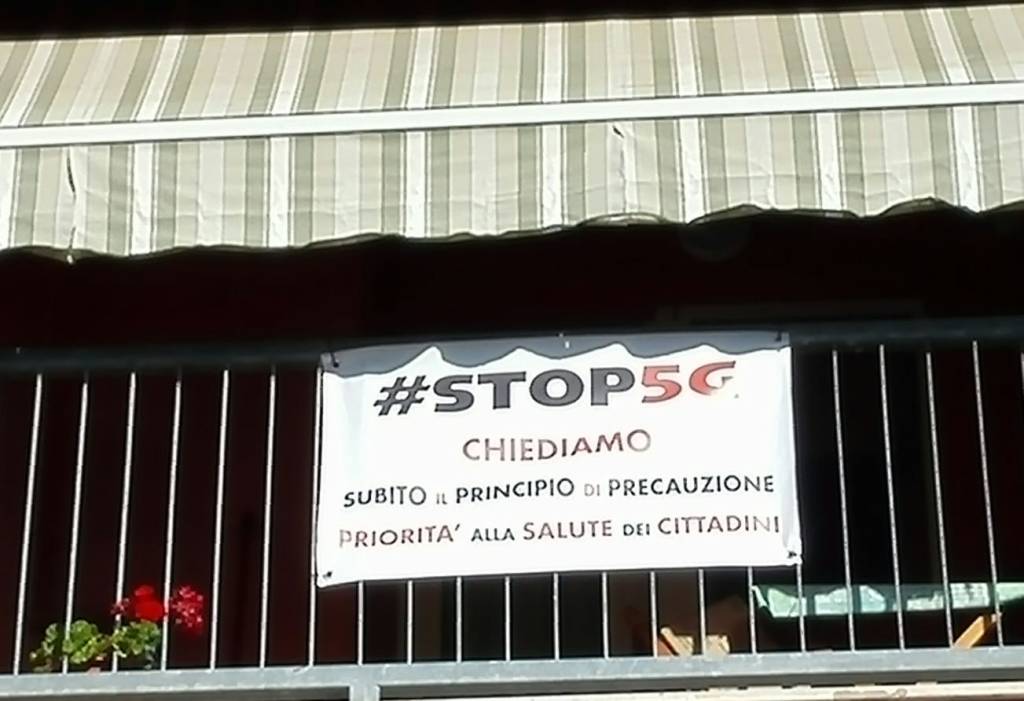 #STOP5G
CHIEDIAMO
SUBITO IL PRINCIPIO DI PRECAUZIONE
PRIORITA' ALLA SALUTE DEI CITTADINI